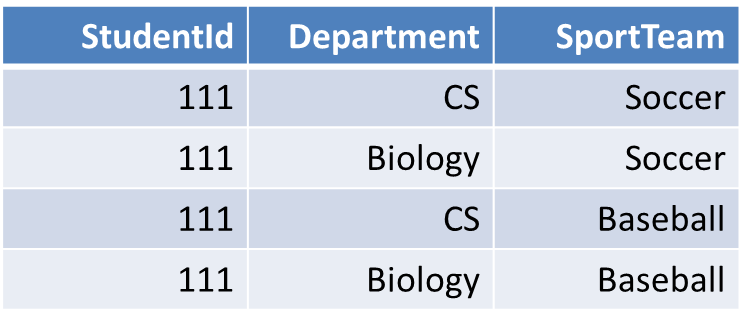 StudentId Department SportTeam
111 CS Soccer
111 Biology Soccer
111 CS Baseball
111 Biology Baseball